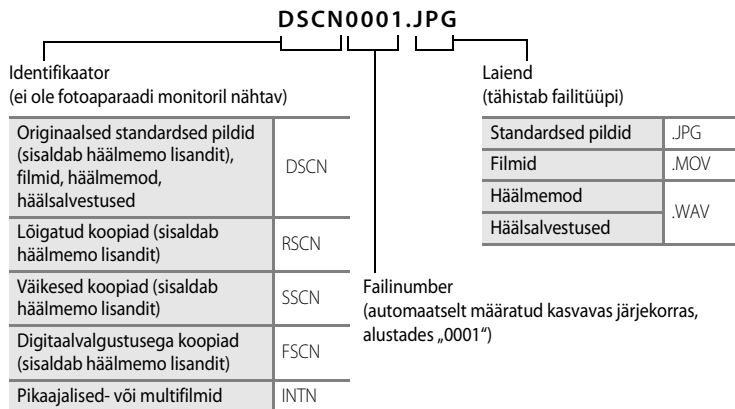 DSCN0001.JPG
Identifikaator
(ei ole fotoaparaadi monitoril nähtav)
Originaalsed standardsed pildid
(sisaldab häälmemo lisandit),
filmid, häälmemod,
häälsalvestused
DSCN
Lõigatud koopiad (sisaldab
häälmemo lisandit)
RSCN
Väikesed koopiad (sisaldab
häälmemo lisandit)
SSCN
Digitaalvalgustusega koopiad
(sisaldab häälmemo lisandit)
FSCN
Pikaajalised- või multifilmid
INTN
Failinumber
(automaatselt määratud kasvavas järjekorras,
alustades „0001“)
Laiend
(tähistab failitüüpi)
Standardsed pildid
.JPG
Filmid
.MOV
Häälmemod
Häälsalvestused
.WAV